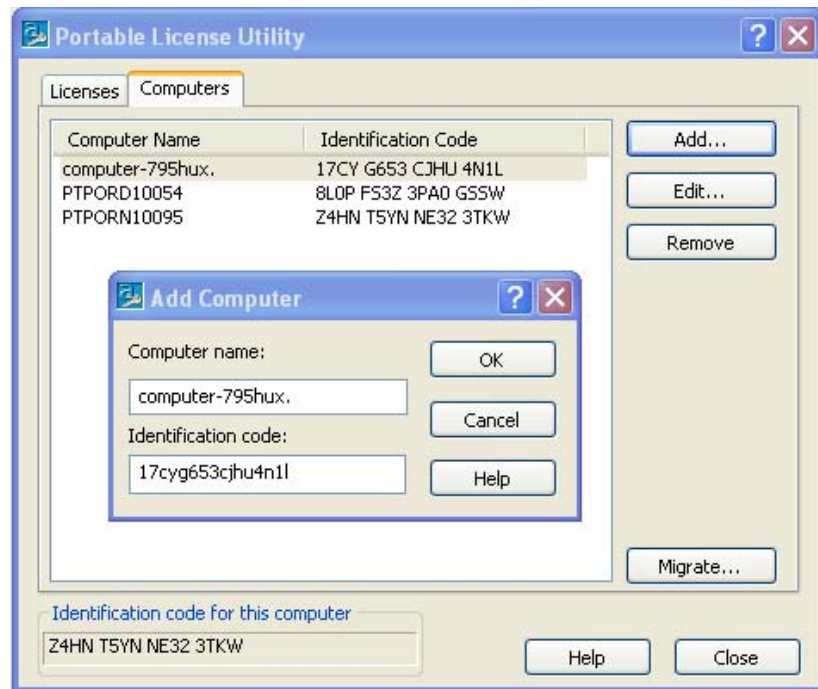 Portable License Utility
Licenses
Computers
Computer Name Identification Code
computer-795hux. 17CY G653 CJHU 4N1L
PTPORD10054 8L0P FS3Z 3PA0 GSSW
PTPORN10095 Z4HN T5YN NE32 3TKW
Add...
Edit...
Remove
Add Computer
Computer name:
computer-795hux.
Identification code:
17cyg653cjhu4n1l
OK
Cancel
Help
Migrate...
Identification code for this computer
Z4HN T5YN NE32 3TKW
Help
Close